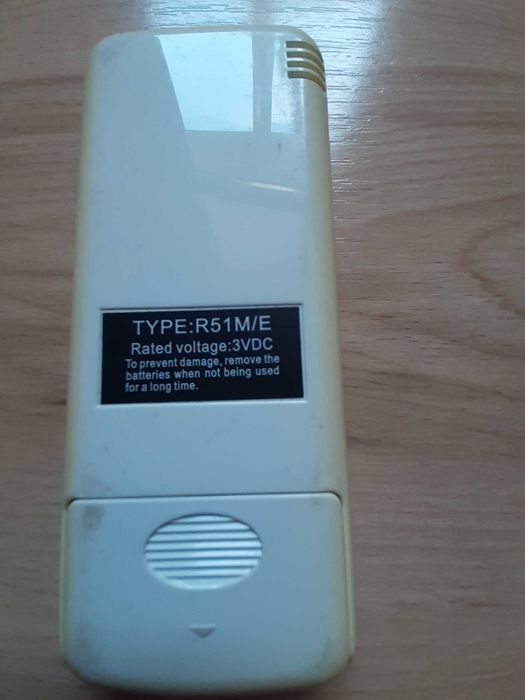 TYPE:R51M/E
Rated voltage:3VDC
To prevent damage, remove the
batteries when not being used
for a long time.